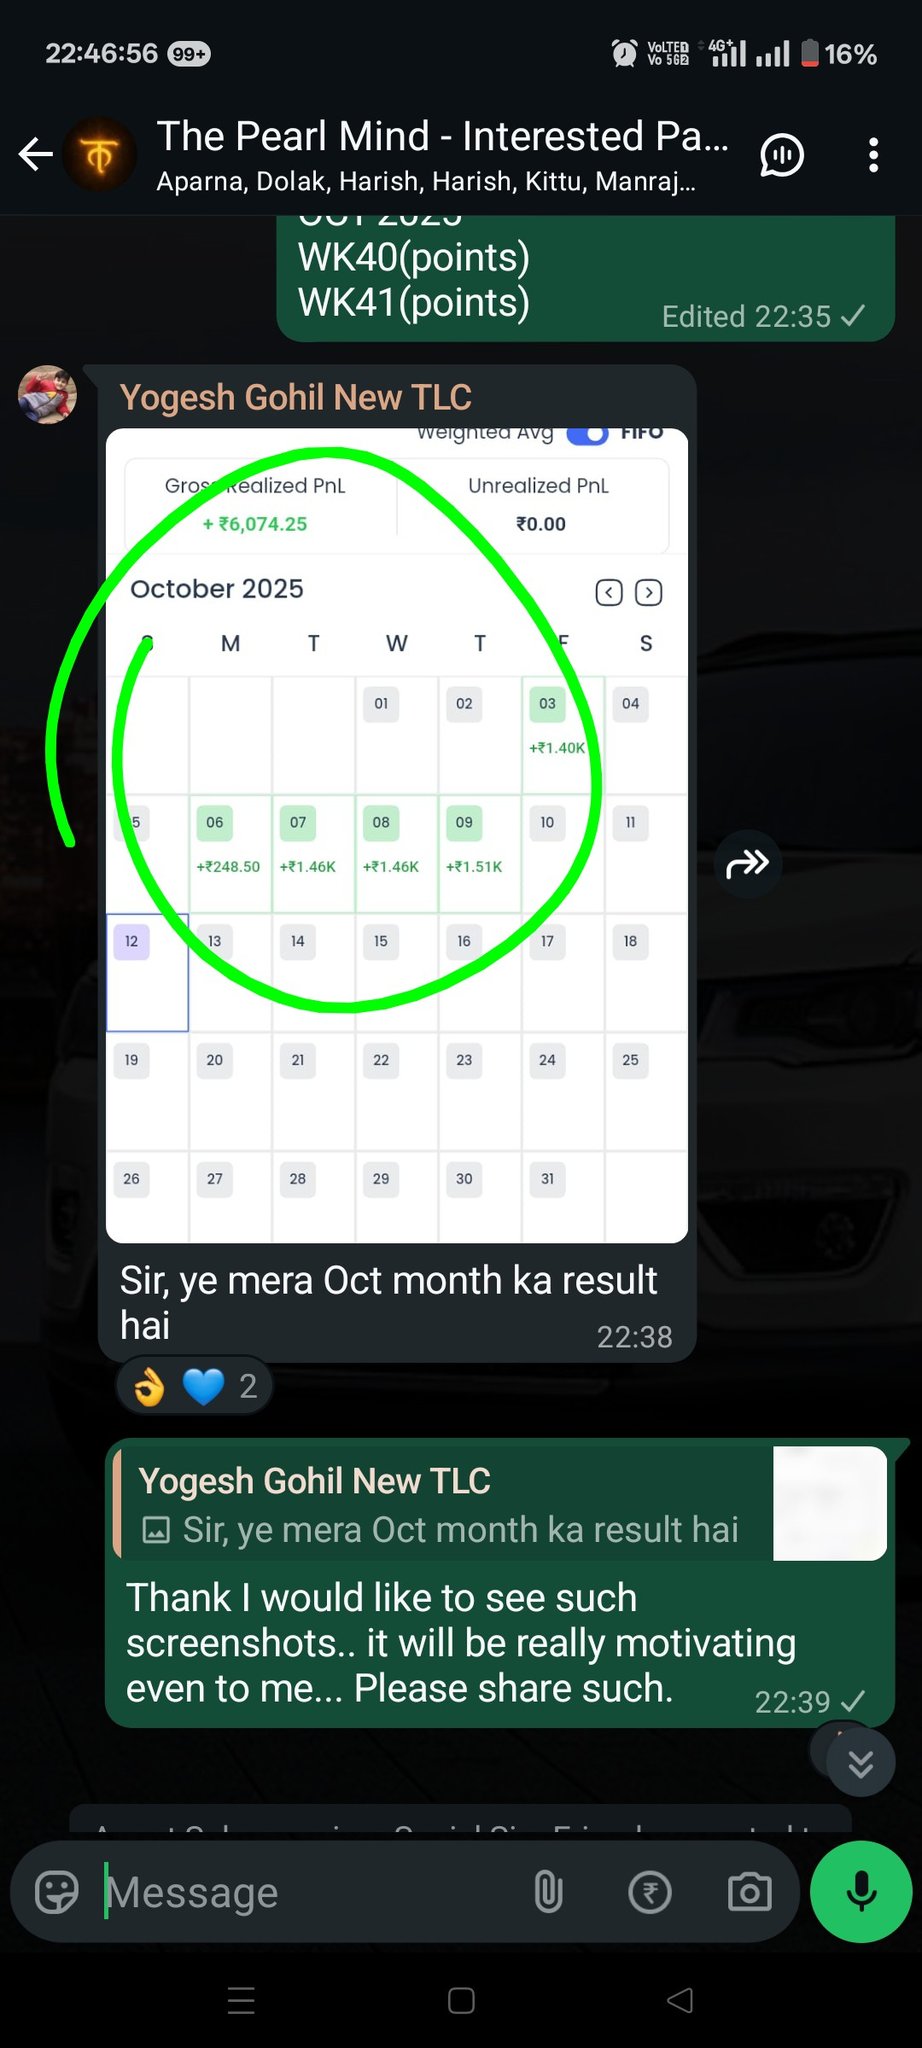 22:46:56 99+ VoLTE1 Vo 5G2 4G+ 16%
The Pearl Mind - Interested Pa...
Aparna, Dolak, Harish, Harish, Kittu, Manraj...
OCT 2025
WK40(points)
WK41(points)
Edited 22:35
Yogesh Gohil New TLC
Weighted Avg FIFO
Gross Realized PnL Unrealized PnL
+ ₹6,074.25 ₹0.00
October 2025
S M T W T F S
01 02 03 04
+₹1.40K
05 06 07 08 09 10 11
+₹248.50 +₹1.46K +₹1.46K +₹1.51K
12 13 14 15 16 17 18
19 20 21 22 23 24 25
26 27 28 29 30 31
Sir, ye mera Oct month ka result
hai
22:38
2
Yogesh Gohil New TLC
Sir, ye mera Oct month ka result hai
Thank I would like to see such
screenshots.. it will be really motivating
even to me... Please share such.
22:39
Message